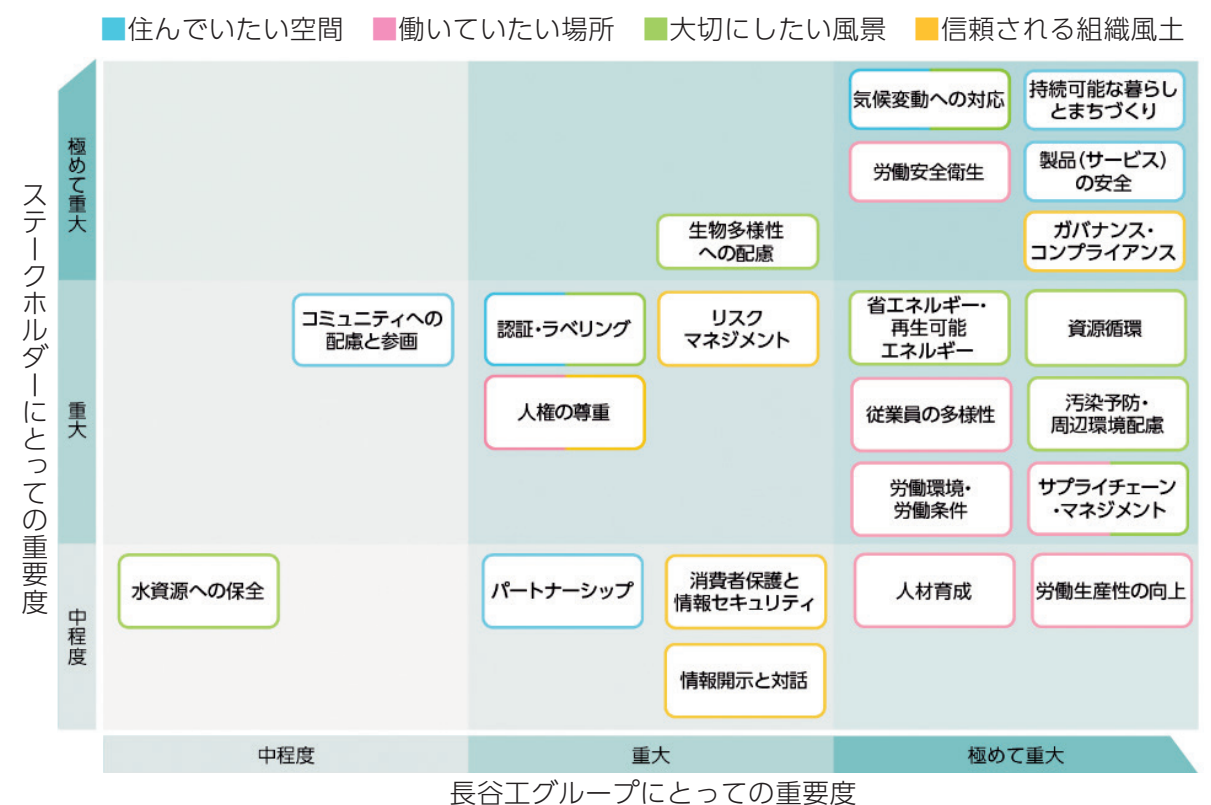 ■住んでいたい空間 ■働いていたい場所 ■大切にしたい風景 ■信頼される組織風土
ステークホルダーにとっての重要度
極めて重大
気候変動への対応
持続可能な暮らし
とまちづくり
労働安全衛生
製品(サービス)
の安全
生物多様性
への配慮
ガバナンス・
コンプライアンス
重大
コミュニティへの
配慮と参画
認証・ラベリング
リスク
マネジメント
省エネルギー・
再生可能
エネルギー
資源循環
人権の尊重
従業員の多様性
汚染予防・
周辺環境配慮
労働環境・
労働条件
サプライチェーン
・マネジメント
中程度
水資源への保全
パートナーシップ
消費者保護と
情報セキュリティ
人材育成
労働生産性の向上
情報開示と対話
中程度
重大
極めて重大
長谷工グループにとっての重要度